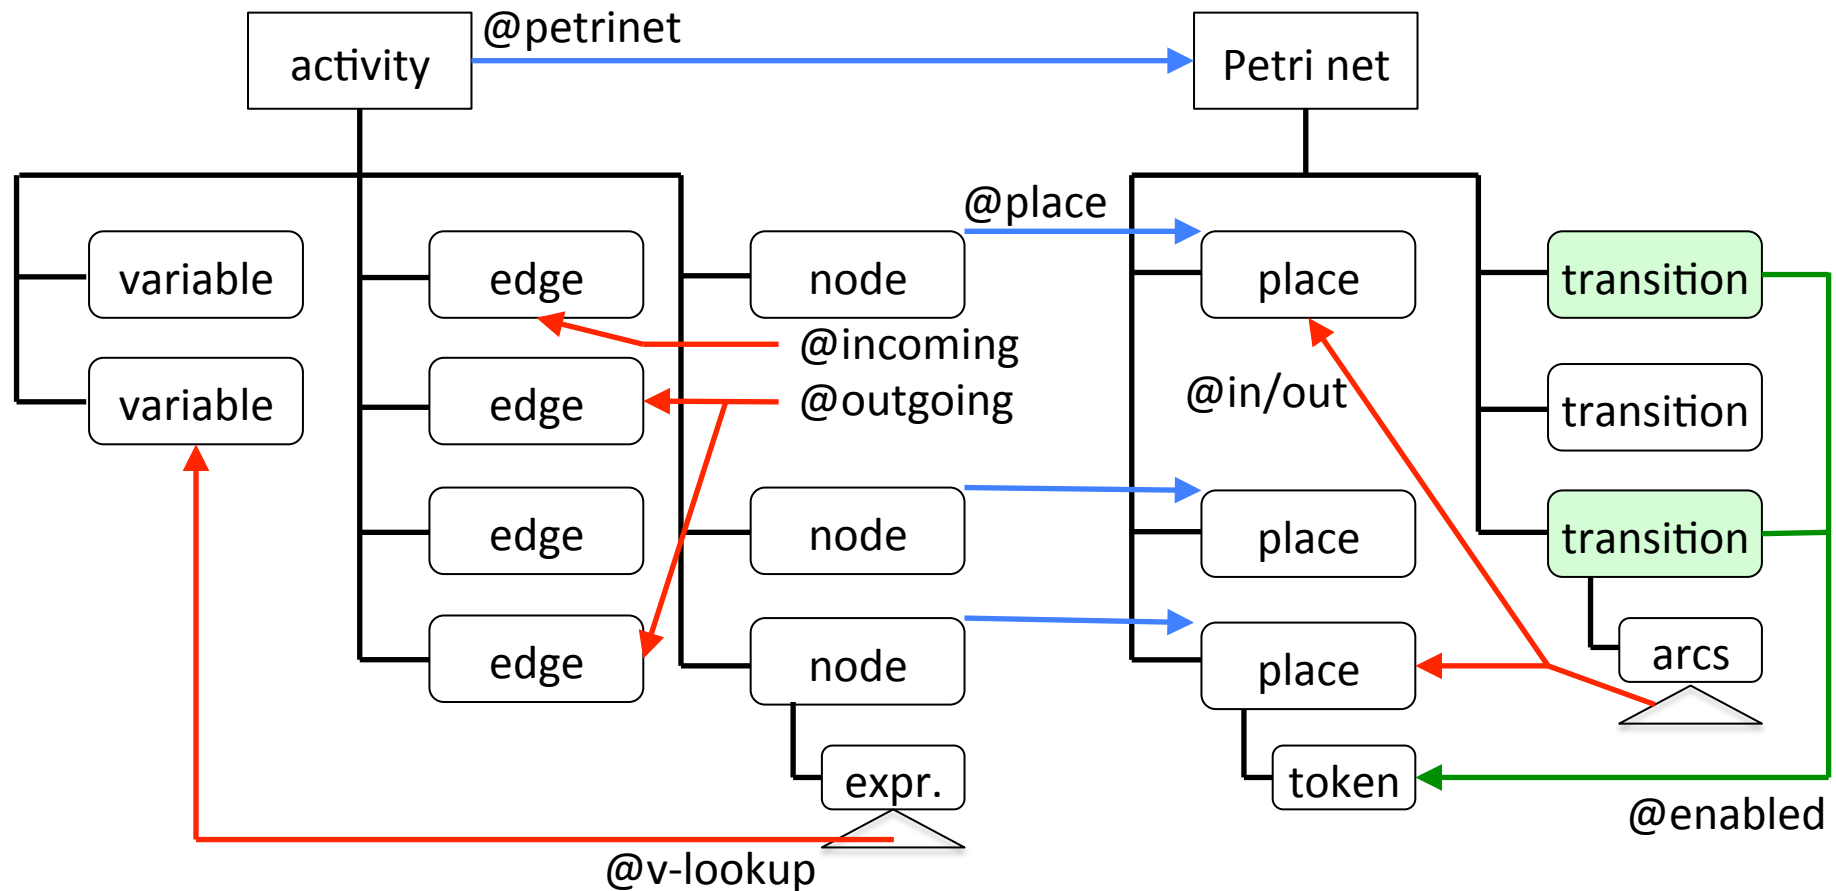 @petrinet
activity
Petri net
@place
variable
edge
node
place
transition
@incoming
@outgoing
@in/out
variable
edge
transition
edge
node
place
transition
edge
node
place
arcs
expr.
token
@enabled
@v-lookup